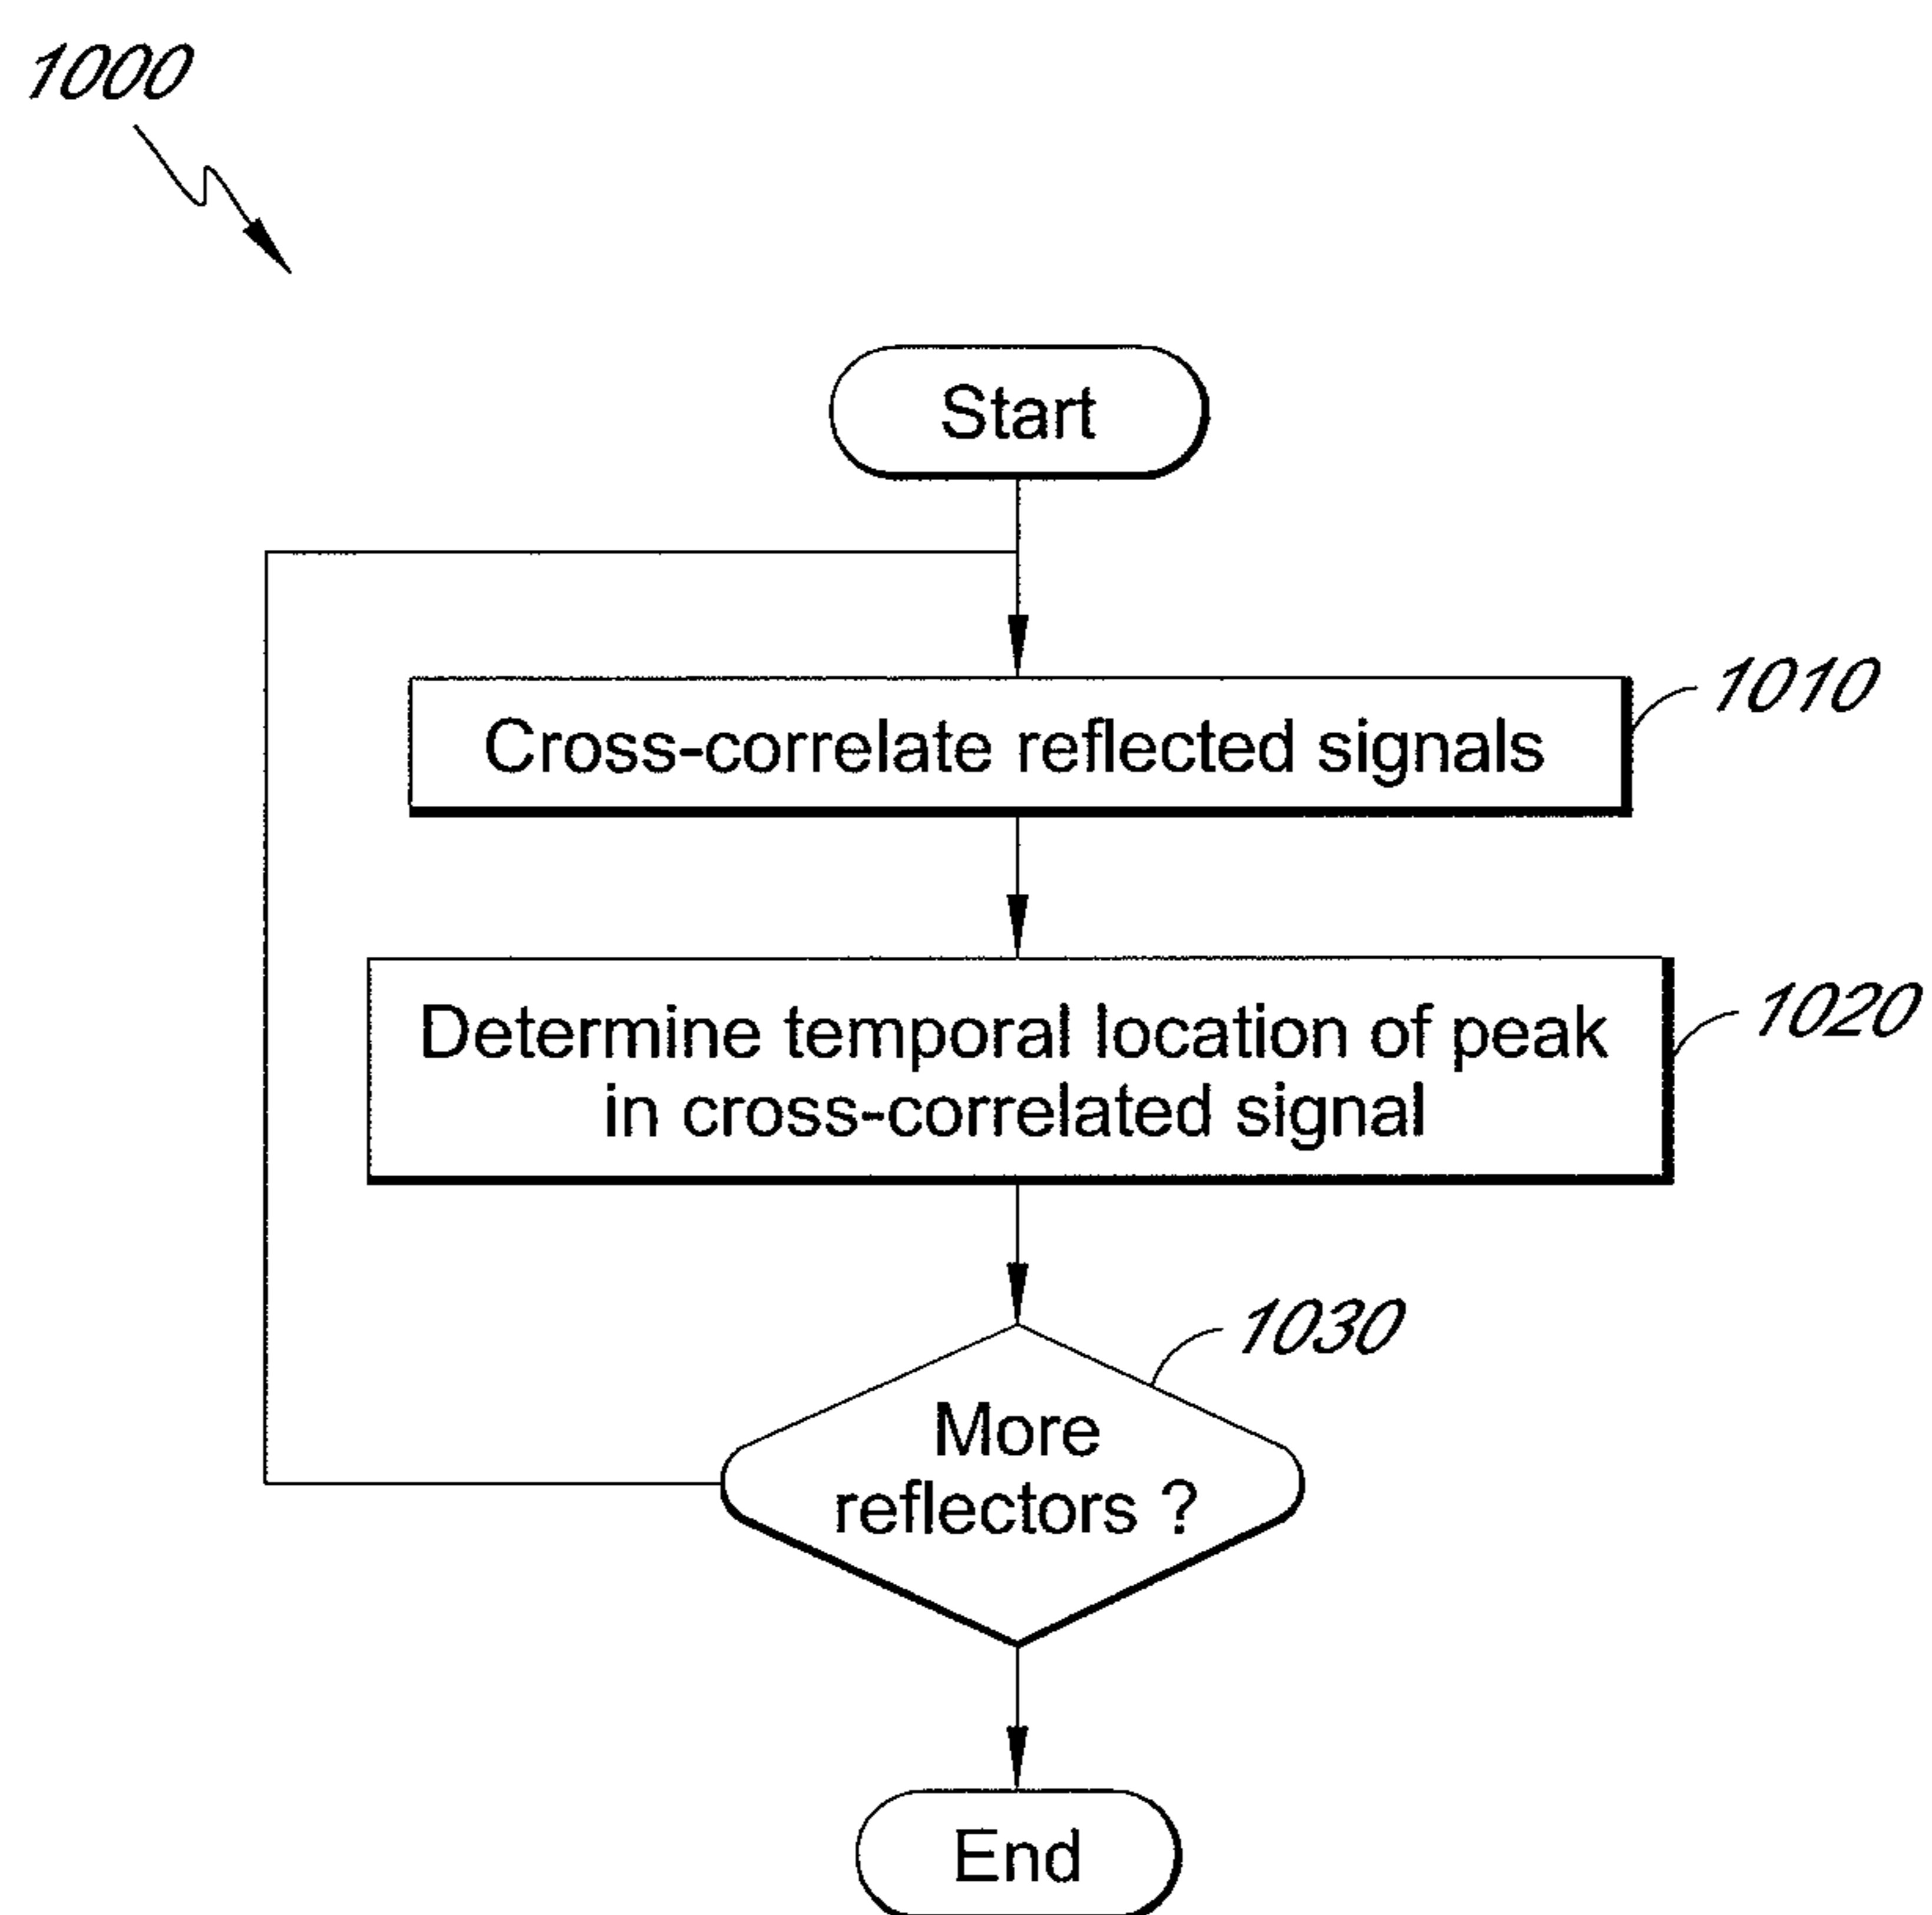 1000
Start
Cross-correlate reflected signals
1010
Determine temporal location of peak
in cross-correlated signal
1020
1030
More
reflectors ?
End